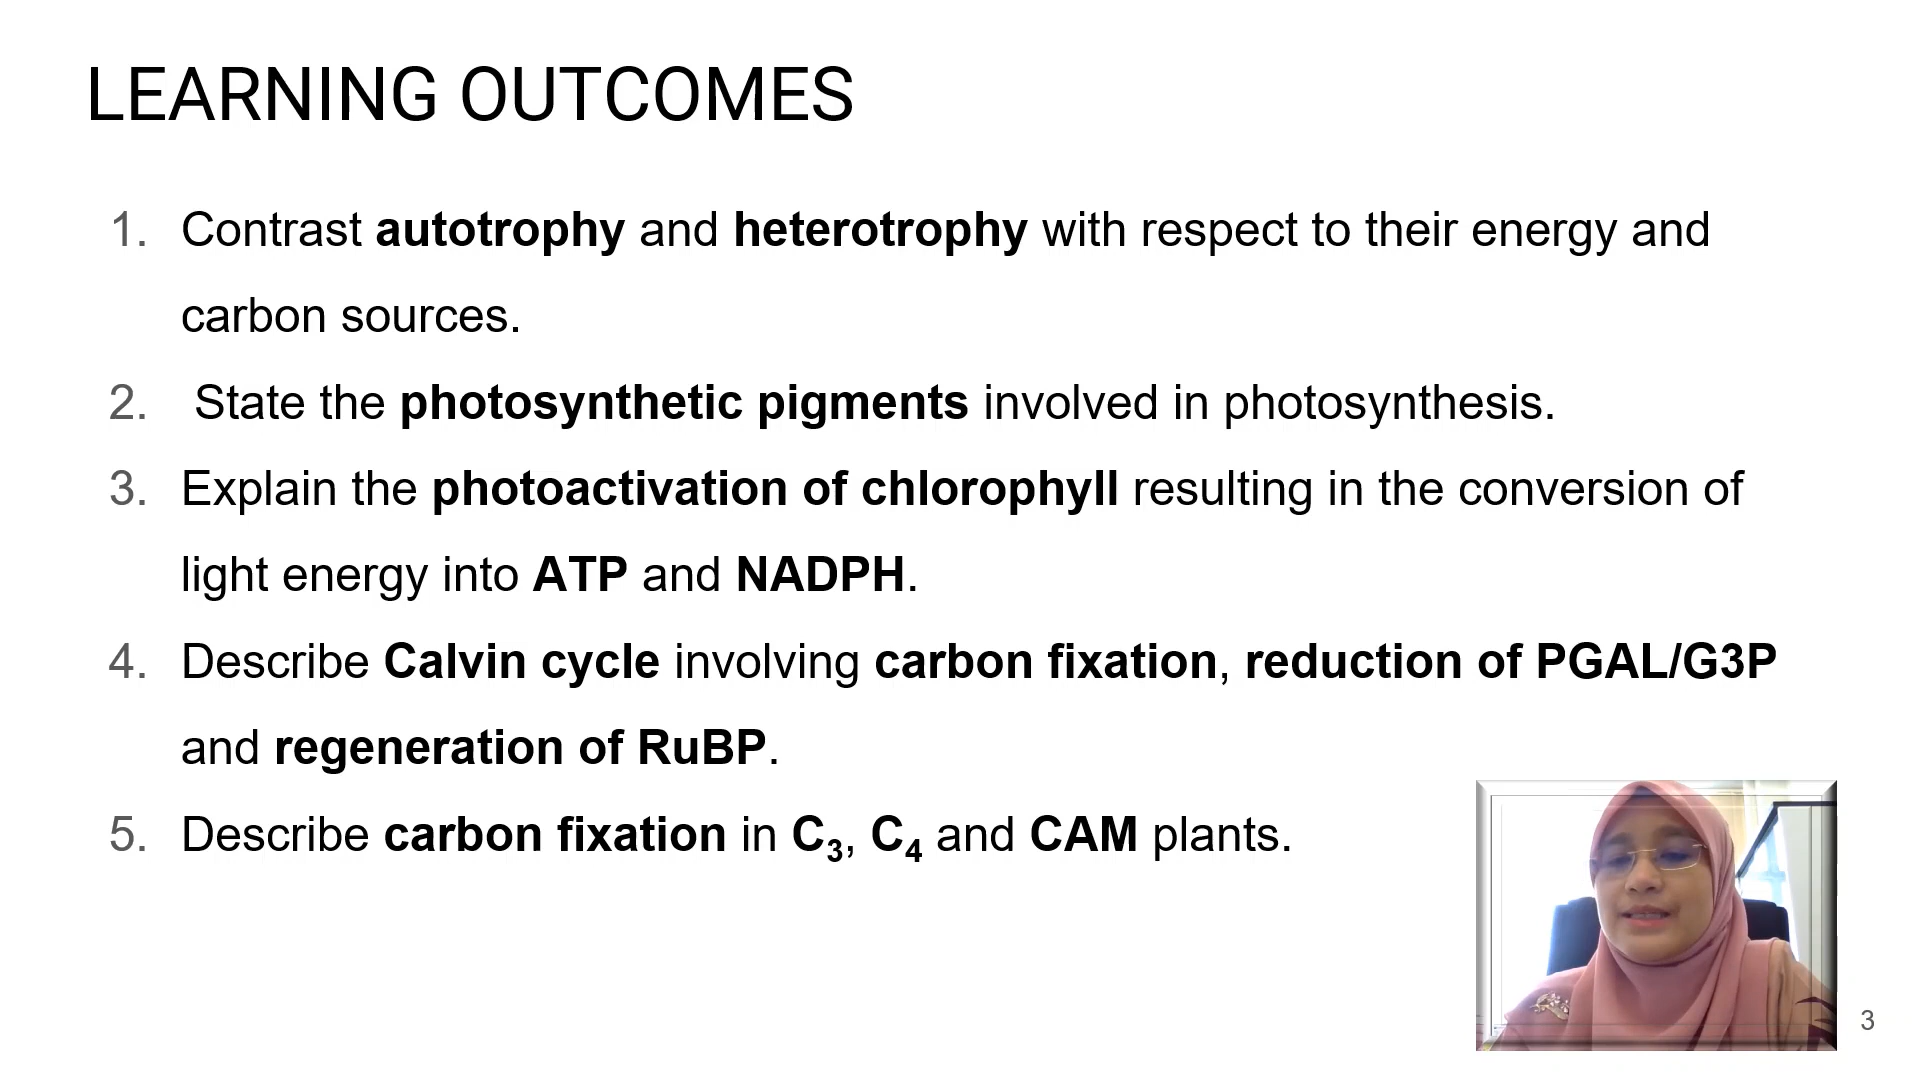 LEARNING OUTCOMES
1. Contrast autotrophy and heterotrophy with respect to their energy and
carbon sources.
2. State the photosynthetic pigments involved in photosynthesis.
3. Explain the photoactivation of chlorophyll resulting in the conversion of
light energy into ATP and NADPH.
4. Describe Calvin cycle involving carbon fixation, reduction of PGAL/G3P
and regeneration of RuBP.
5. Describe carbon fixation in C₃, C₄ and CAM plants.
3